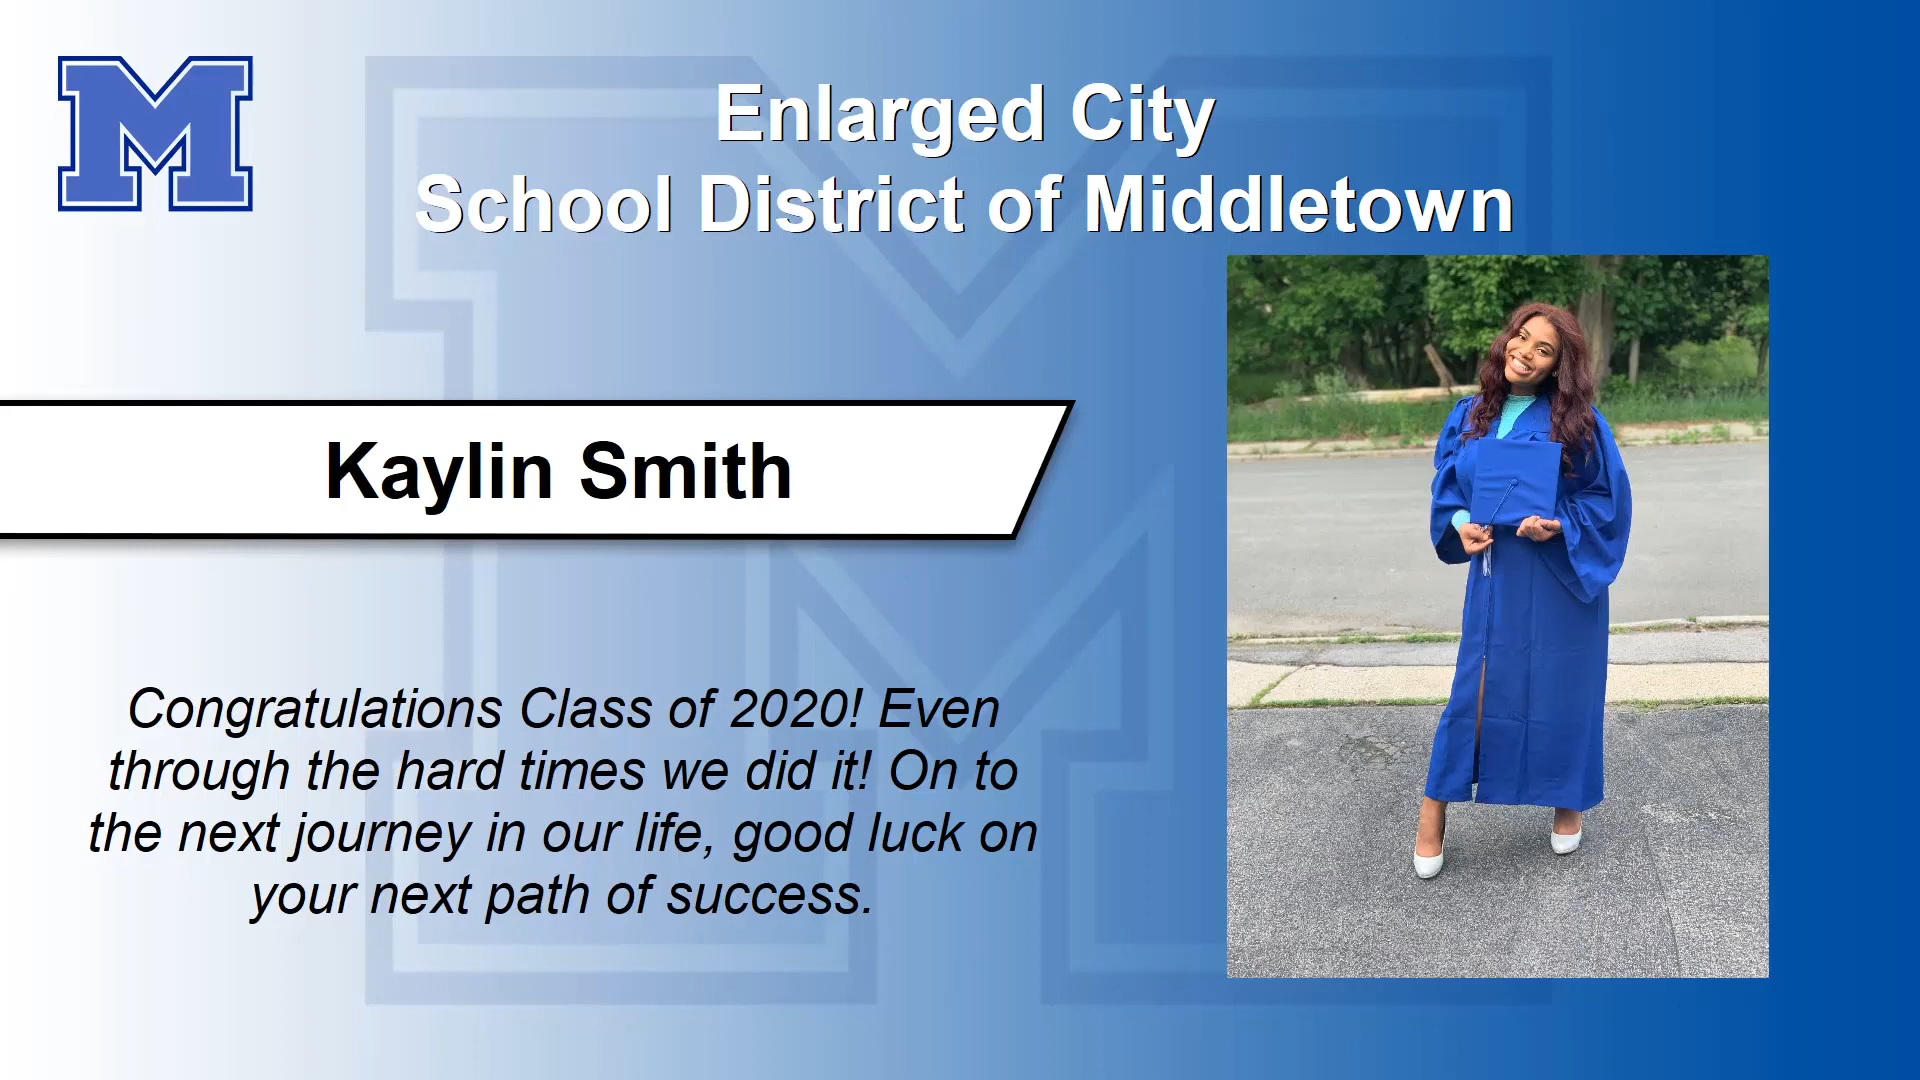 M
Enlarged City
School District of Middletown
Kaylin Smith
Congratulations Class of 2020! Even
through the hard times we did it! On to
the next journey in our life, good luck on
your next path of success.